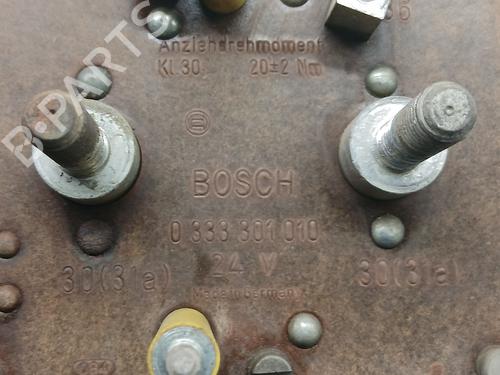 B-PARTS
Anziehdrehmoment
Kl. 30, 20±2 Nm
BOSCH
0 333 301 010
24 V
30(31a) 30(31a)
Made in Germany